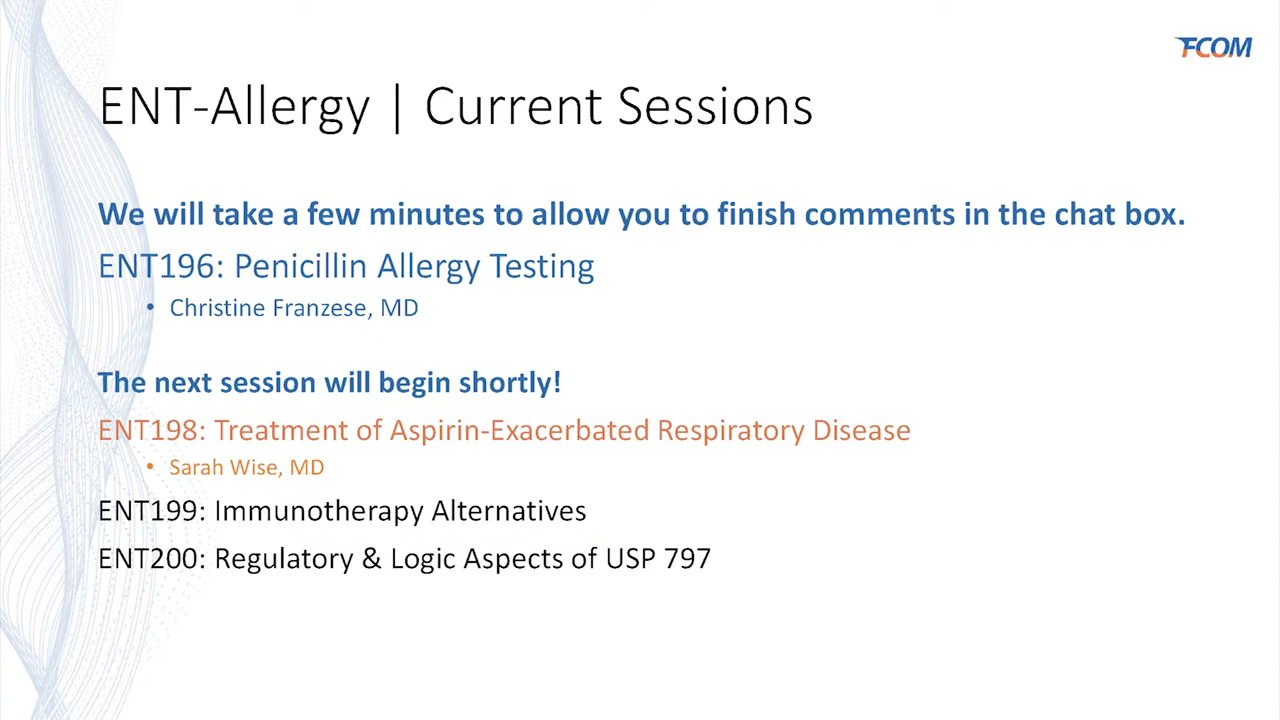 FCOM
ENT-Allergy | Current Sessions
We will take a few minutes to allow you to finish comments in the chat box.
ENT196: Penicillin Allergy Testing
• Christine Franzese, MD
The next session will begin shortly!
ENT198: Treatment of Aspirin-Exacerbated Respiratory Disease
• Sarah Wise, MD
ENT199: Immunotherapy Alternatives
ENT200: Regulatory & Logic Aspects of USP 797